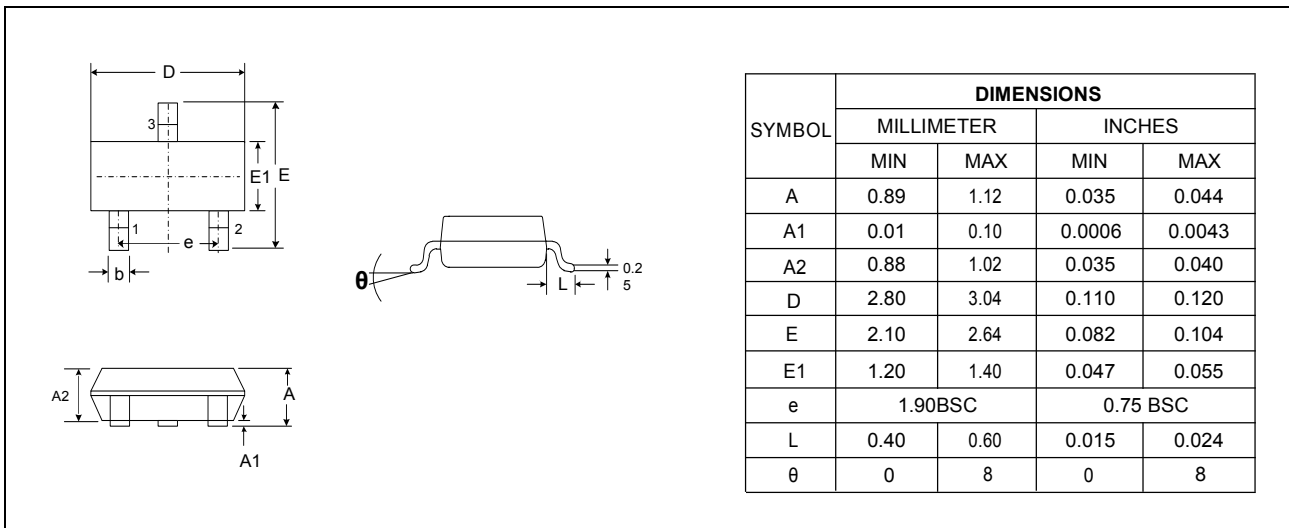 D
3
E1 E
1 2
e
b
θ
L
0.2
5
A2
A
A1
DIMENSIONS
SYMBOL MILLIMETER INCHES
MIN MAX MIN MAX
A 0.89 1.12 0.035 0.044
A1 0.01 0.10 0.0006 0.0043
A2 0.88 1.02 0.035 0.040
D 2.80 3.04 0.110 0.120
E 2.10 2.64 0.082 0.104
E1 1.20 1.40 0.047 0.055
e 1.90BSC 0.75 BSC
L 0.40 0.60 0.015 0.024
θ 0 8 0 8